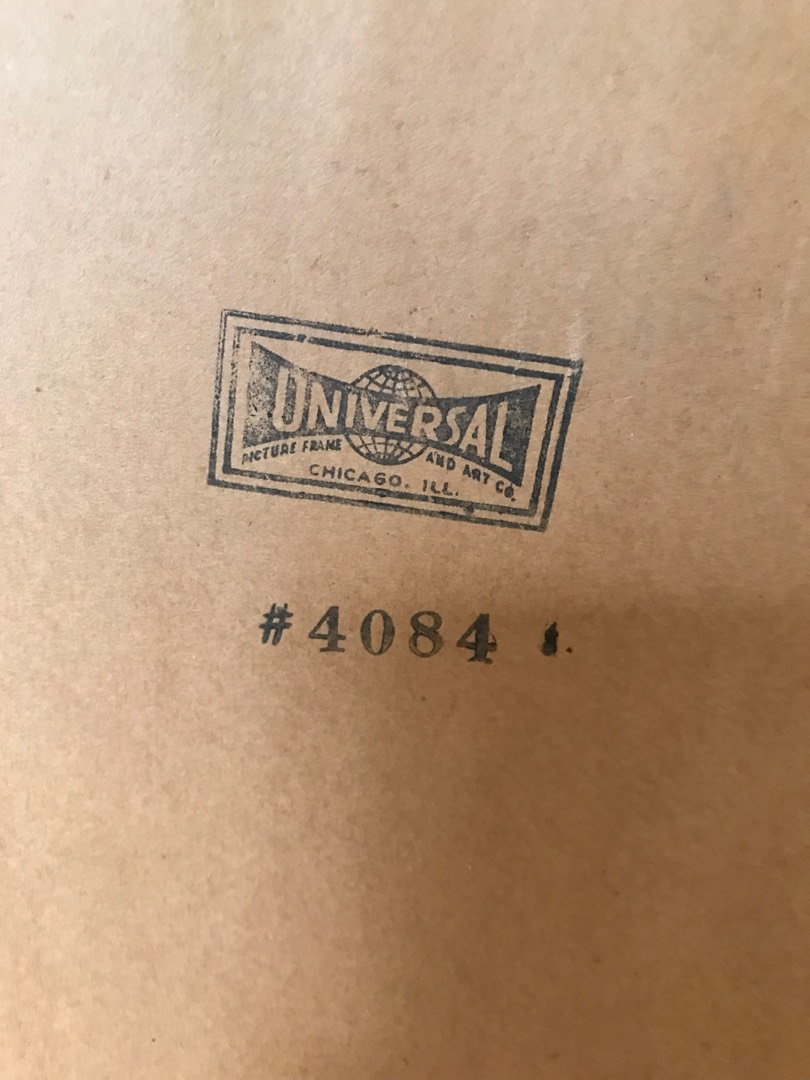 UNIVERSAL
PICTURE FRAME AND ART CO.
CHICAGO. ILL.
#4084